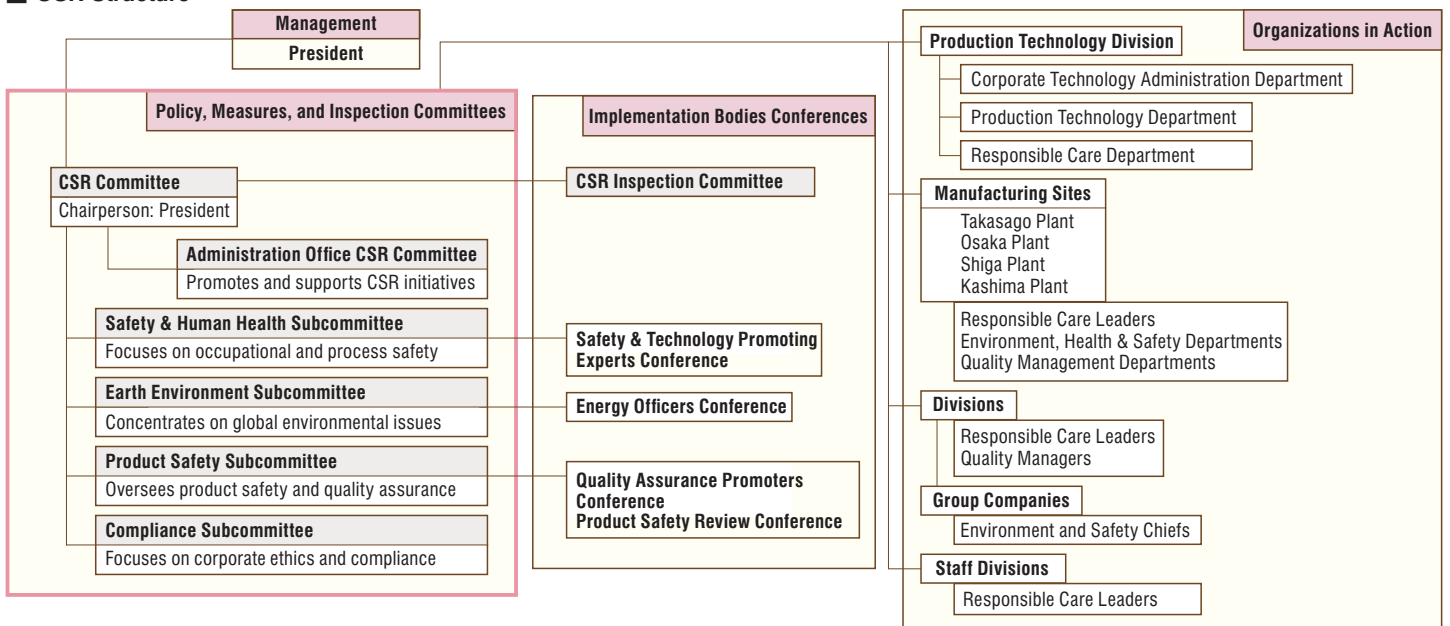 ■ CSR Structure
Management
President
Policy, Measures, and Inspection Committees
CSR Committee
Chairperson: President
Administration Office CSR Committee
Promotes and supports CSR initiatives
Safety & Human Health Subcommittee
Focuses on occupational and process safety
Earth Environment Subcommittee
Concentrates on global environmental issues
Product Safety Subcommittee
Oversees product safety and quality assurance
Compliance Subcommittee
Focuses on corporate ethics and compliance
Implementation Bodies Conferences
CSR Inspection Committee
Safety & Technology Promoting
Experts Conference
Energy Officers Conference
Quality Assurance Promoters
Conference
Product Safety Review Conference
Organizations in Action
Production Technology Division
Corporate Technology Administration Department
Production Technology Department
Responsible Care Department
Manufacturing Sites
Takasago Plant
Osaka Plant
Shiga Plant
Kashima Plant
Responsible Care Leaders
Environment, Health & Safety Departments
Quality Management Departments
Divisions
Responsible Care Leaders
Quality Managers
Group Companies
Environment and Safety Chiefs
Staff Divisions
Responsible Care Leaders